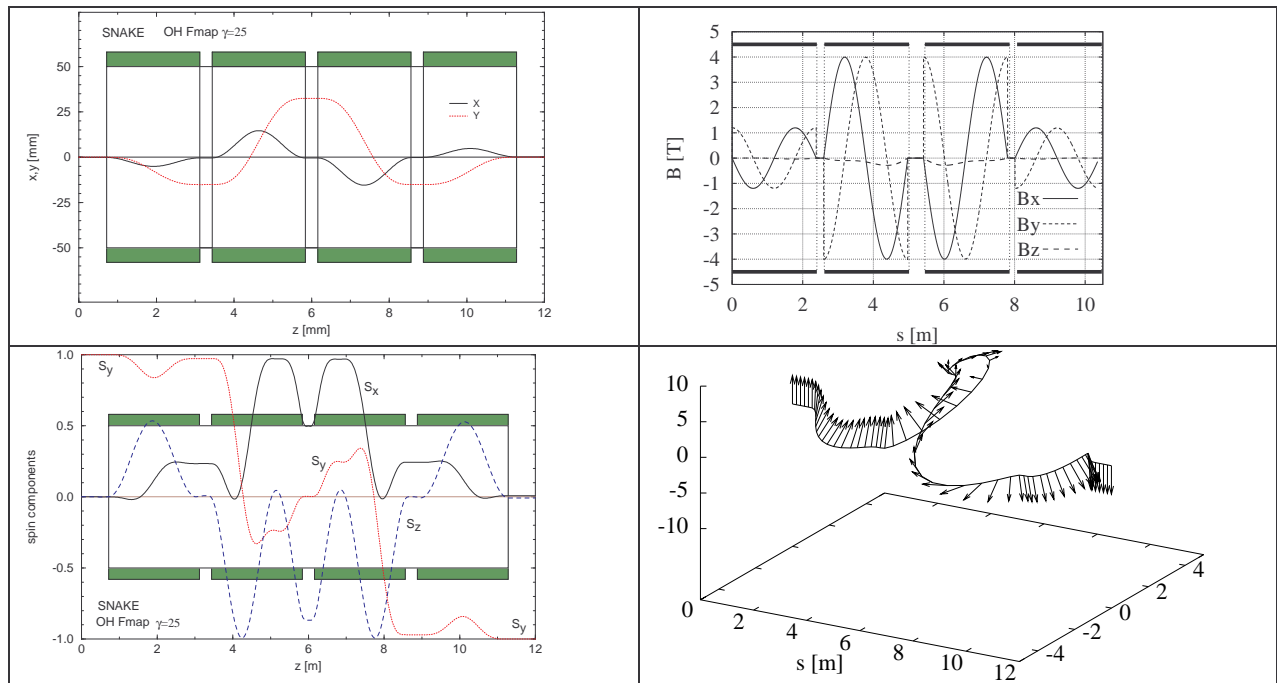 SNAKE OH Fmap γ=25
x,y [mm]
50
25
0
-25
-50
X
Y
0 2 4 6 8 10 12
z [mm]
B [T]
5
4
3
2
1
0
-1
-2
-3
-4
-5
Bx
By
Bz
0 2 4 6 8 10
s [m]
spin components
1.0
0.5
0.0
-0.5
-1.0
Sy
Sx
Sy
Sz
Sy
SNAKE
OH Fmap γ=25
0 2 4 6 8 10 12
z [m]
10
5
0
-5
-10
0 2 4 6 8 10 12
s [m]
-4 -2 0 2 4